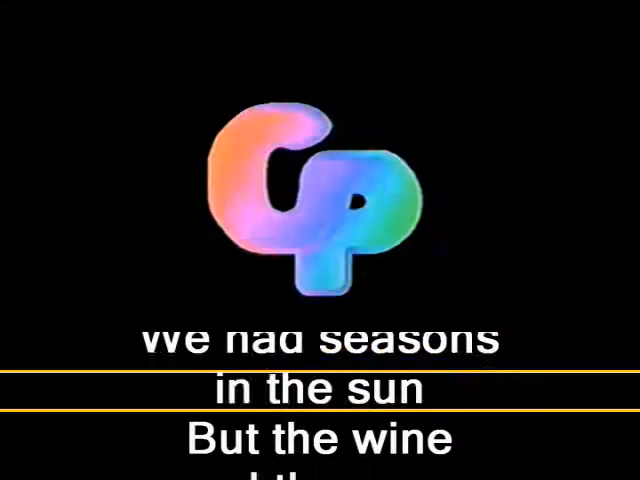 CP
We had seasons
in the sun
But the wine